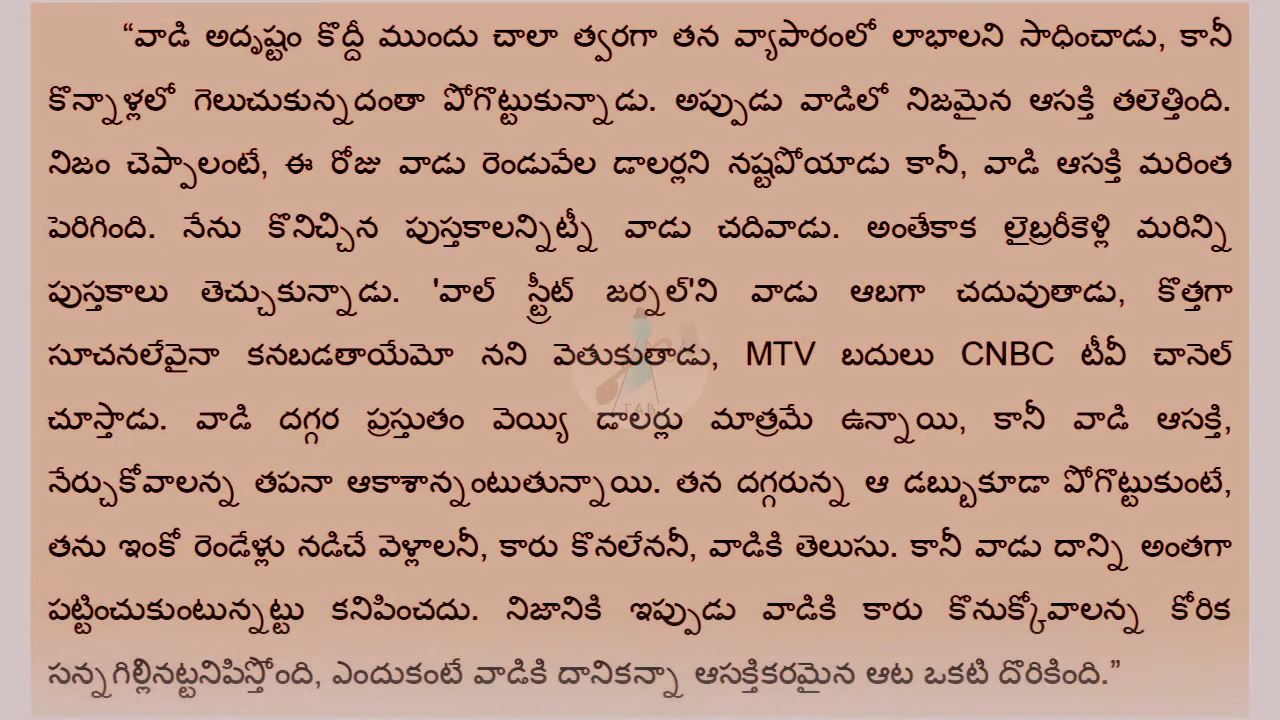 “వాడి అదృష్టం కొద్దీ ముందు చాలా త్వరగా తన వ్యాపారంలో లాభాలని సాధించాడు, కానీ
కొన్నాళ్లలో గెలుచుకున్నదంతా పోగొట్టుకున్నాడు. అప్పుడు వాడిలో నిజమైన ఆసక్తి తలెత్తింది.
నిజం చెప్పాలంటే, ఈ రోజు వాడు రెండువేల డాలర్లని నష్టపోయాడు కానీ, వాడి ఆసక్తి మరింత
పెరిగింది. నేను కొనిచ్చిన పుస్తకాలన్నిట్నీ వాడు చదివాడు. అంతేకాక లైబ్రరీకెళ్లి మరిన్ని
పుస్తకాలు తెచ్చుకున్నాడు. 'వాల్ స్ట్రీట్ జర్నల్'ని వాడు ఆబగా చదువుతాడు, కొత్తగా
సూచనలేవైనా కనబడతాయేమో నని వెతుకుతాడు, MTV బదులు CNBC టీవీ చానెల్
చూస్తాడు. వాడి దగ్గర ప్రస్తుతం వెయ్యి డాలర్లు మాత్రమే ఉన్నాయి, కానీ వాడి ఆసక్తి,
నేర్చుకోవాలన్న తపనా ఆకాశాన్నంటుతున్నాయి. తన దగ్గరున్న ఆ డబ్బుకూడా పోగొట్టుకుంటే,
తను ఇంకో రెండేళ్లు నడిచే వెళ్లాలనీ, కారు కొనలేననీ, వాడికి తెలుసు. కానీ వాడు దాన్ని అంతగా
పట్టించుకుంటున్నట్టు కనిపించదు. నిజానికి ఇప్పుడు వాడికి కారు కొనుక్కోవాలన్న కోరిక
సన్నగిల్లినట్టనిపిస్తోంది, ఎందుకంటే వాడికి దానికన్నా ఆసక్తికరమైన ఆట ఒకటి దొరికింది.”